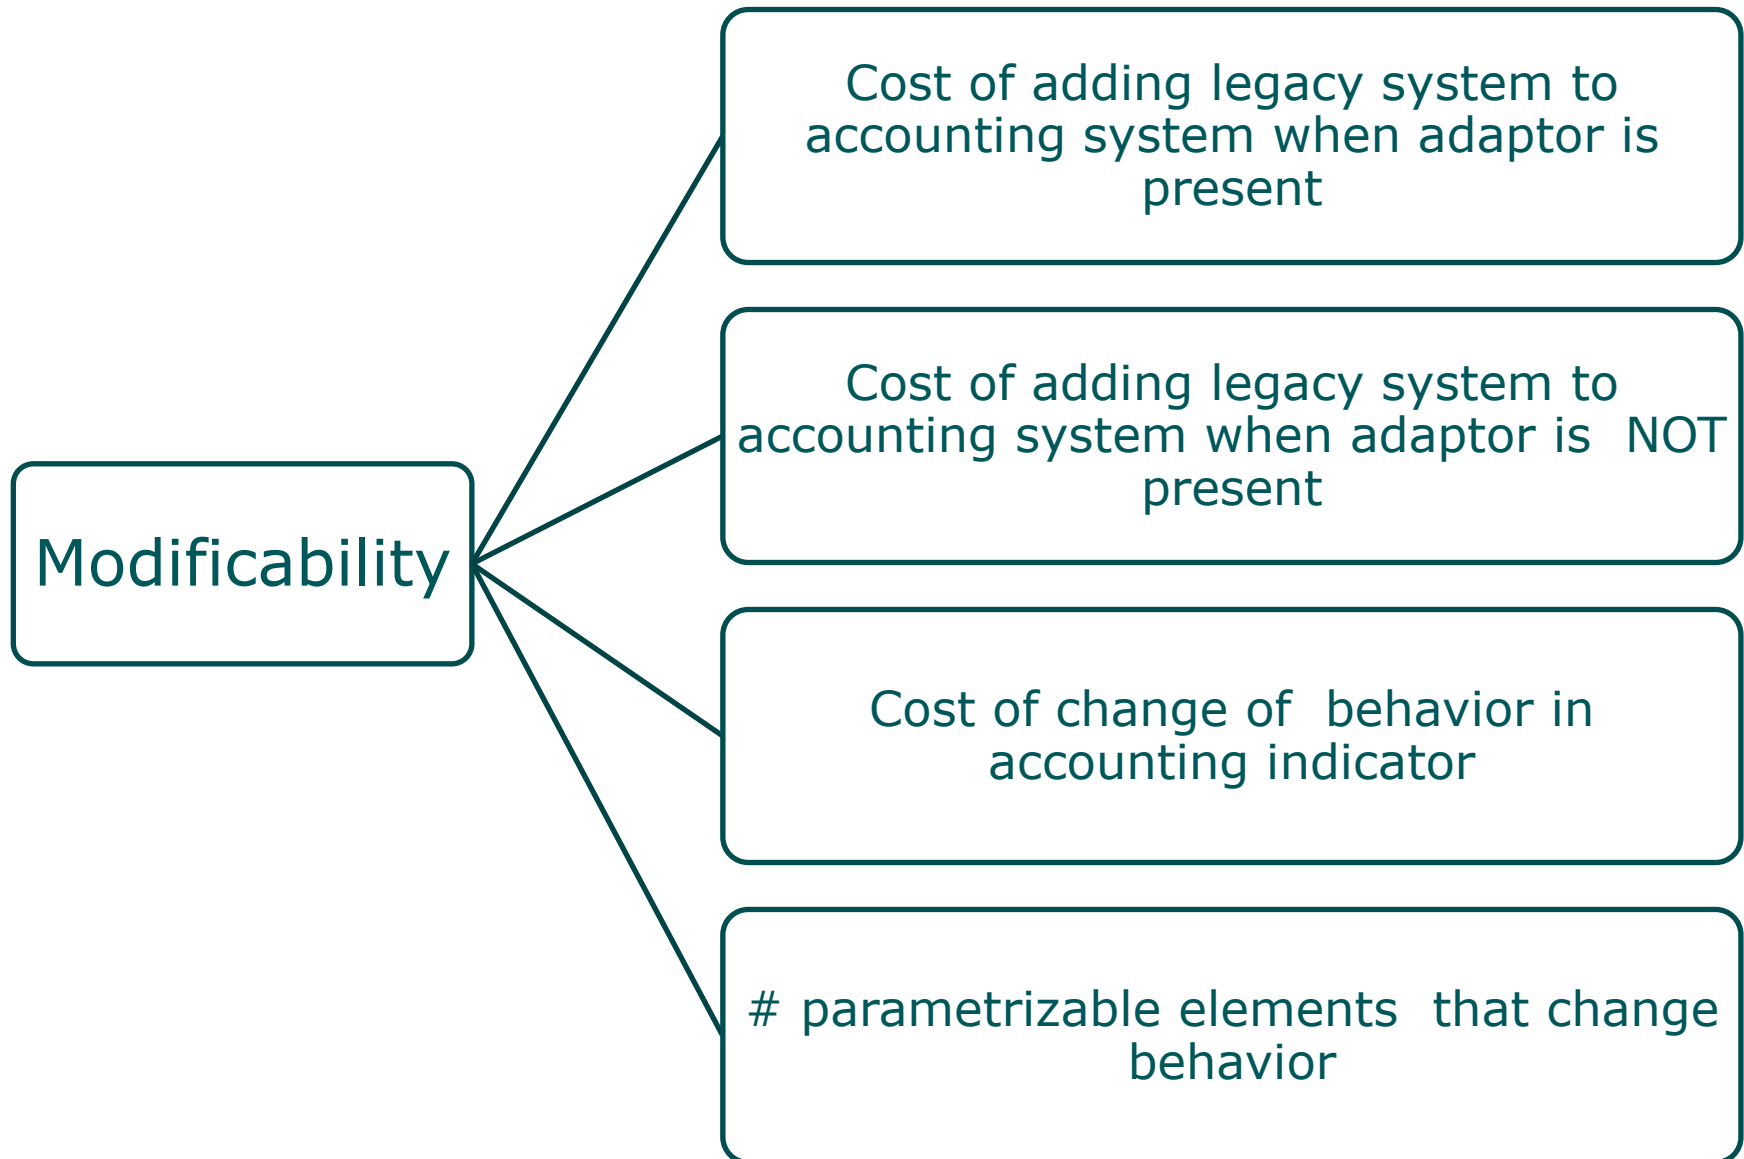 Cost of adding legacy system to
accounting system when adaptor is
present
Cost of adding legacy system to
accounting system when adaptor is  NOT
present
Modificability
Cost of change of  behavior in
accounting indicator
# parametrizable elements  that change
behavior